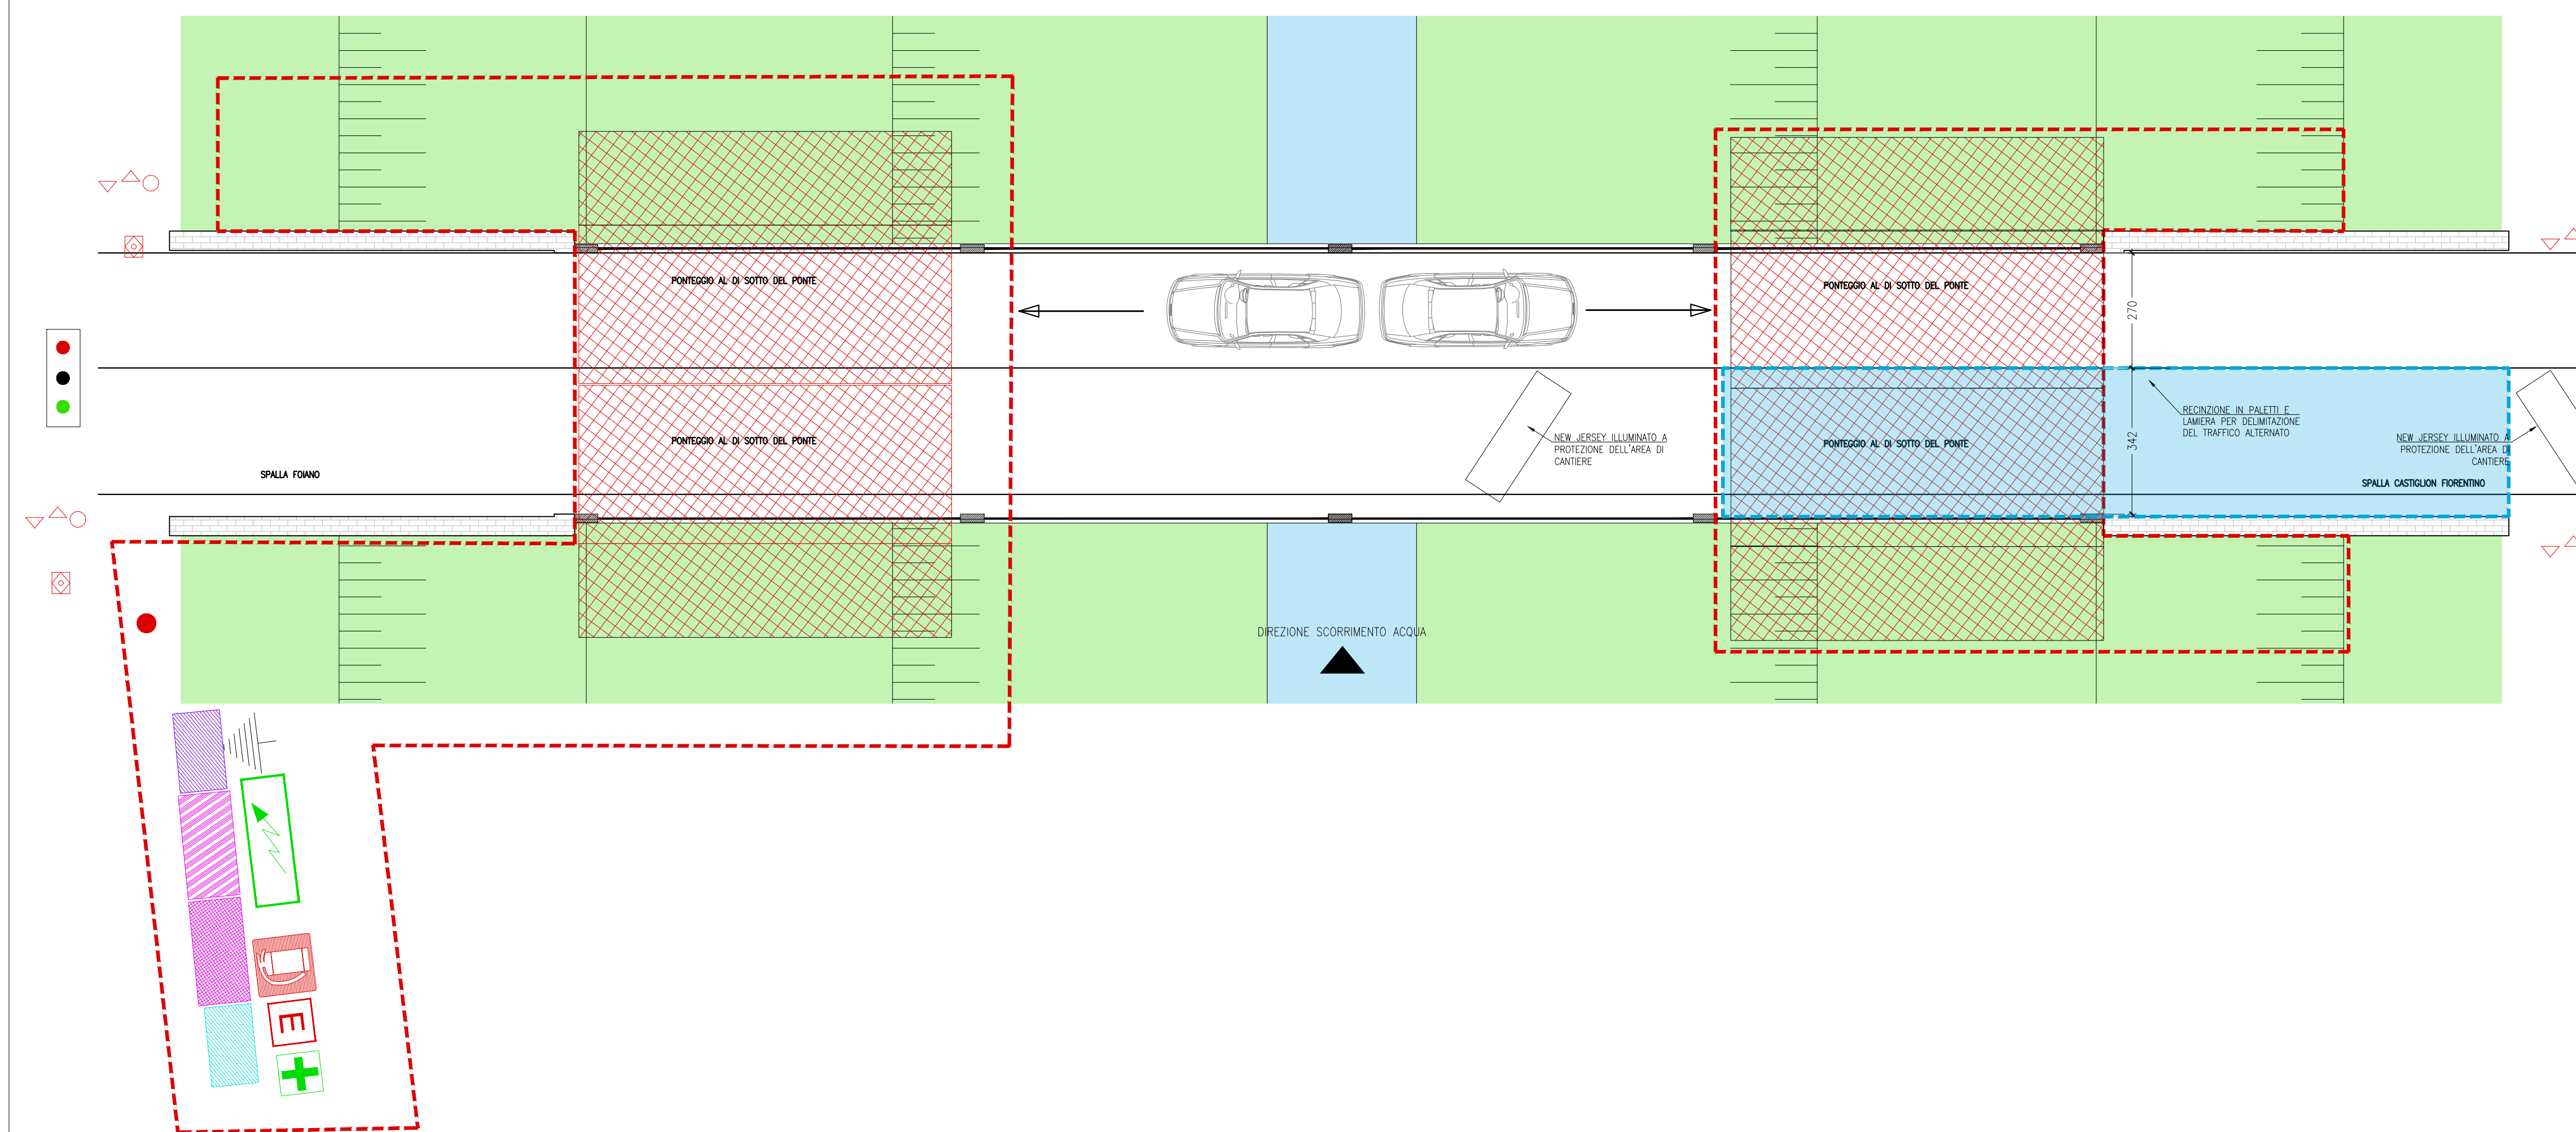 PONTEGGIO AL DI SOTTO DEL PONTE
PONTEGGIO AL DI SOTTO DEL PONTE
270
RECINZIONE IN PALETTI E
LAMIERA PER DELIMITAZIONE
DEL TRAFFICO ALTERNATO
NEW JERSEY ILLUMINATO A
PROTEZIONE DELL'AREA DI
CANTIERE
PONTEGGIO AL DI SOTTO DEL PONTE
PONTEGGIO AL DI SOTTO DEL PONTE
342
NEW JERSEY ILLUMINATO A
PROTEZIONE DELL'AREA DI
CANTIERE
SPALLA FOIANO
SPALLA CASTIGLION FIORENTINO
DIREZIONE SCORRIMENTO ACQUA
E